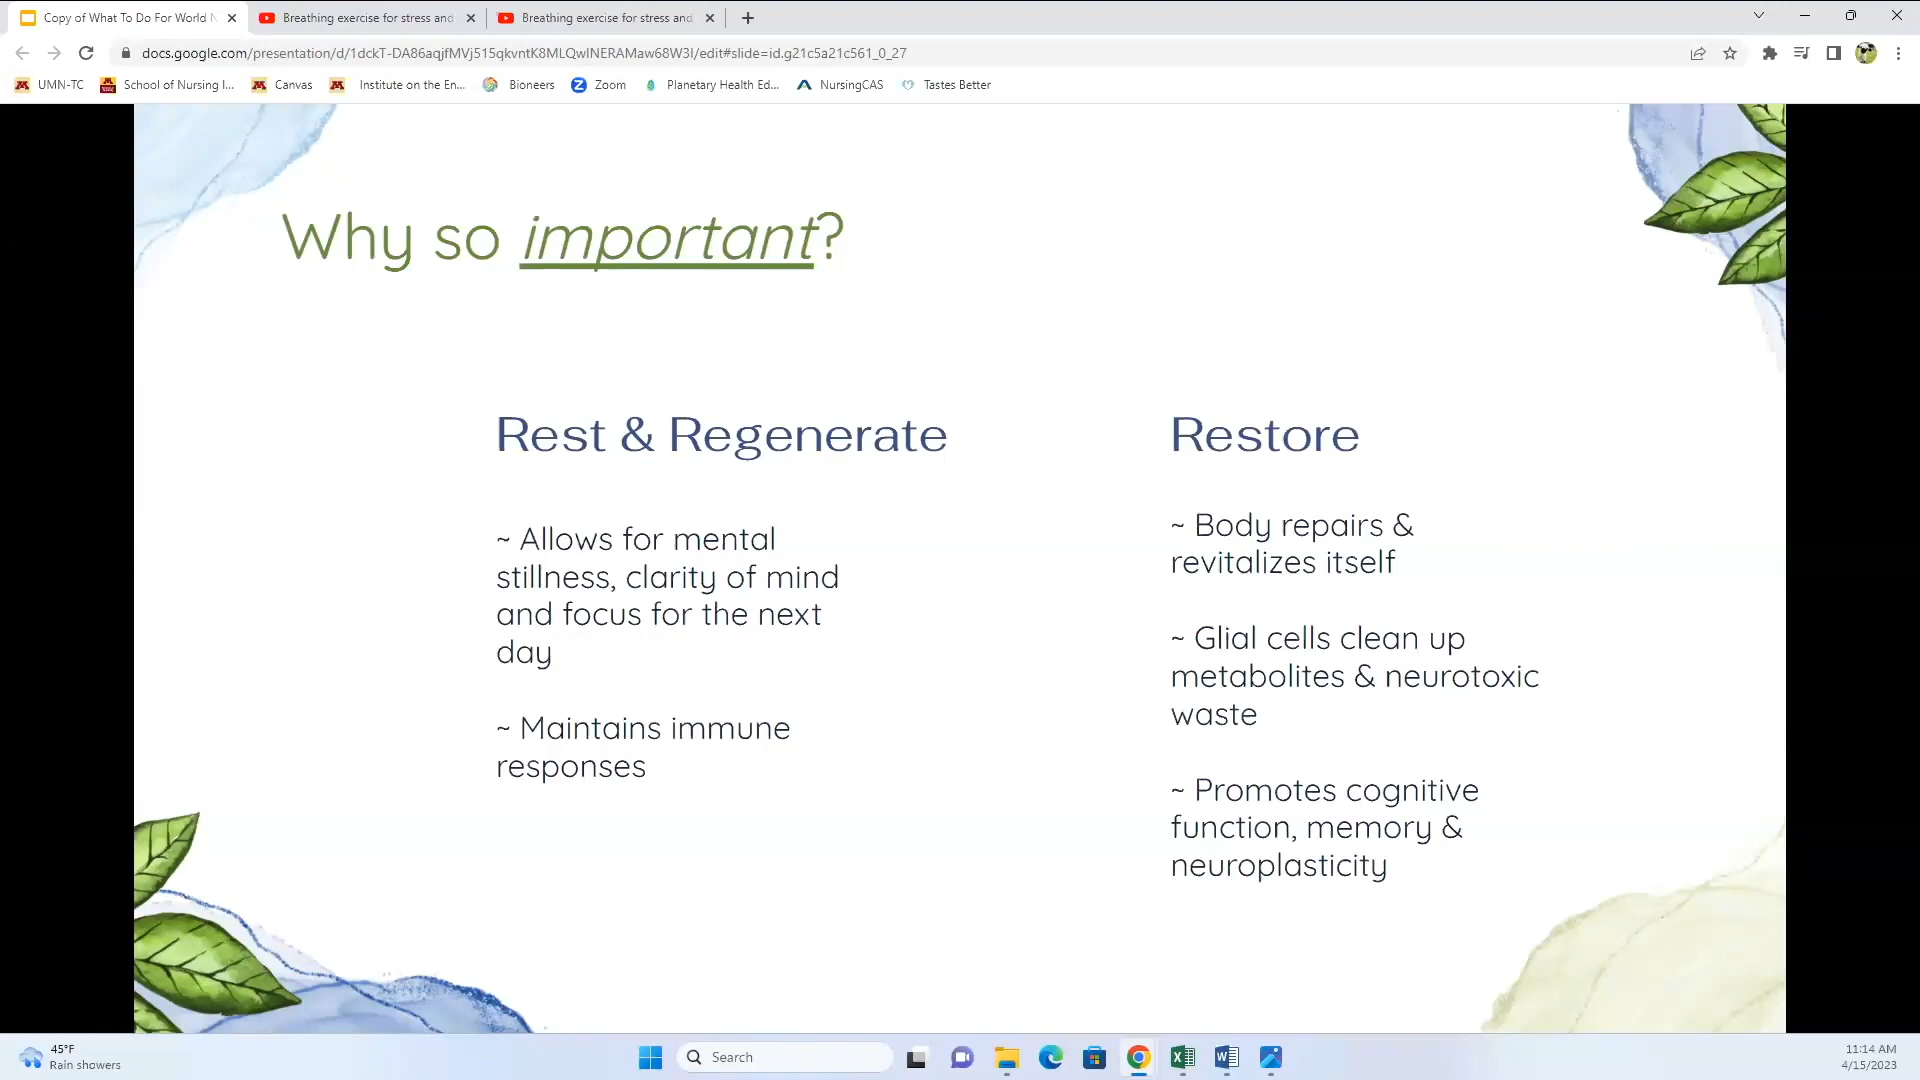 Copy of What To Do For World N
Breathing exercise for stress and
Breathing exercise for stress and
docs.google.com/presentation/d/1dckT-DA86aqjfMVj515qkvntK8MLQwlNERAMaw68W3I/edit#slide=id.g21c5a21c561_0_27
UMN-TC
School of Nursing I...
Canvas
Institute on the En...
Bioneers
Zoom
Planetary Health Ed...
NursingCAS
Tastes Better
Why so important?
Rest & Regenerate
~ Allows for mental
stillness, clarity of mind
and focus for the next
day
~ Maintains immune
responses
Restore
~ Body repairs &
revitalizes itself
~ Glial cells clean up
metabolites & neurotoxic
waste
~ Promotes cognitive
function, memory &
neuroplasticity
45°F
Rain showers
Search
11:14 AM
4/15/2023